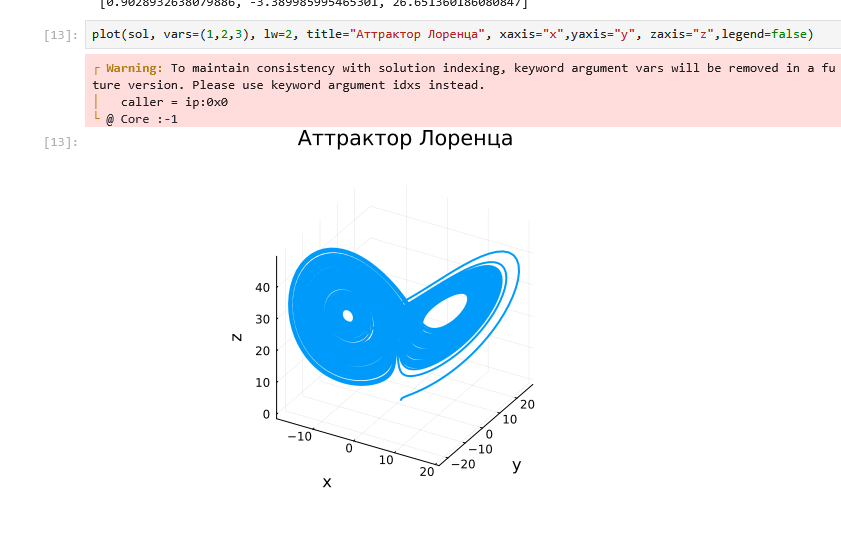 [0.9028932638079886, -3.389985995465301, 26.651360186080847]
[13]: plot(sol, vars=(1,2,3), lw=2, title="Аттрактор Лоренца", xaxis="x",yaxis="y", zaxis="z",legend=false)
┌ Warning: To maintain consistency with solution indexing, keyword argument vars will be removed in a fu
ture version. Please use keyword argument idxs instead.
│   caller = ip:0x0
└ @ Core :-1
[13]:
Аттрактор Лоренца
40
30
z
20
10
0
−10
0
10
20
x
20
10
0
−10
−20
y